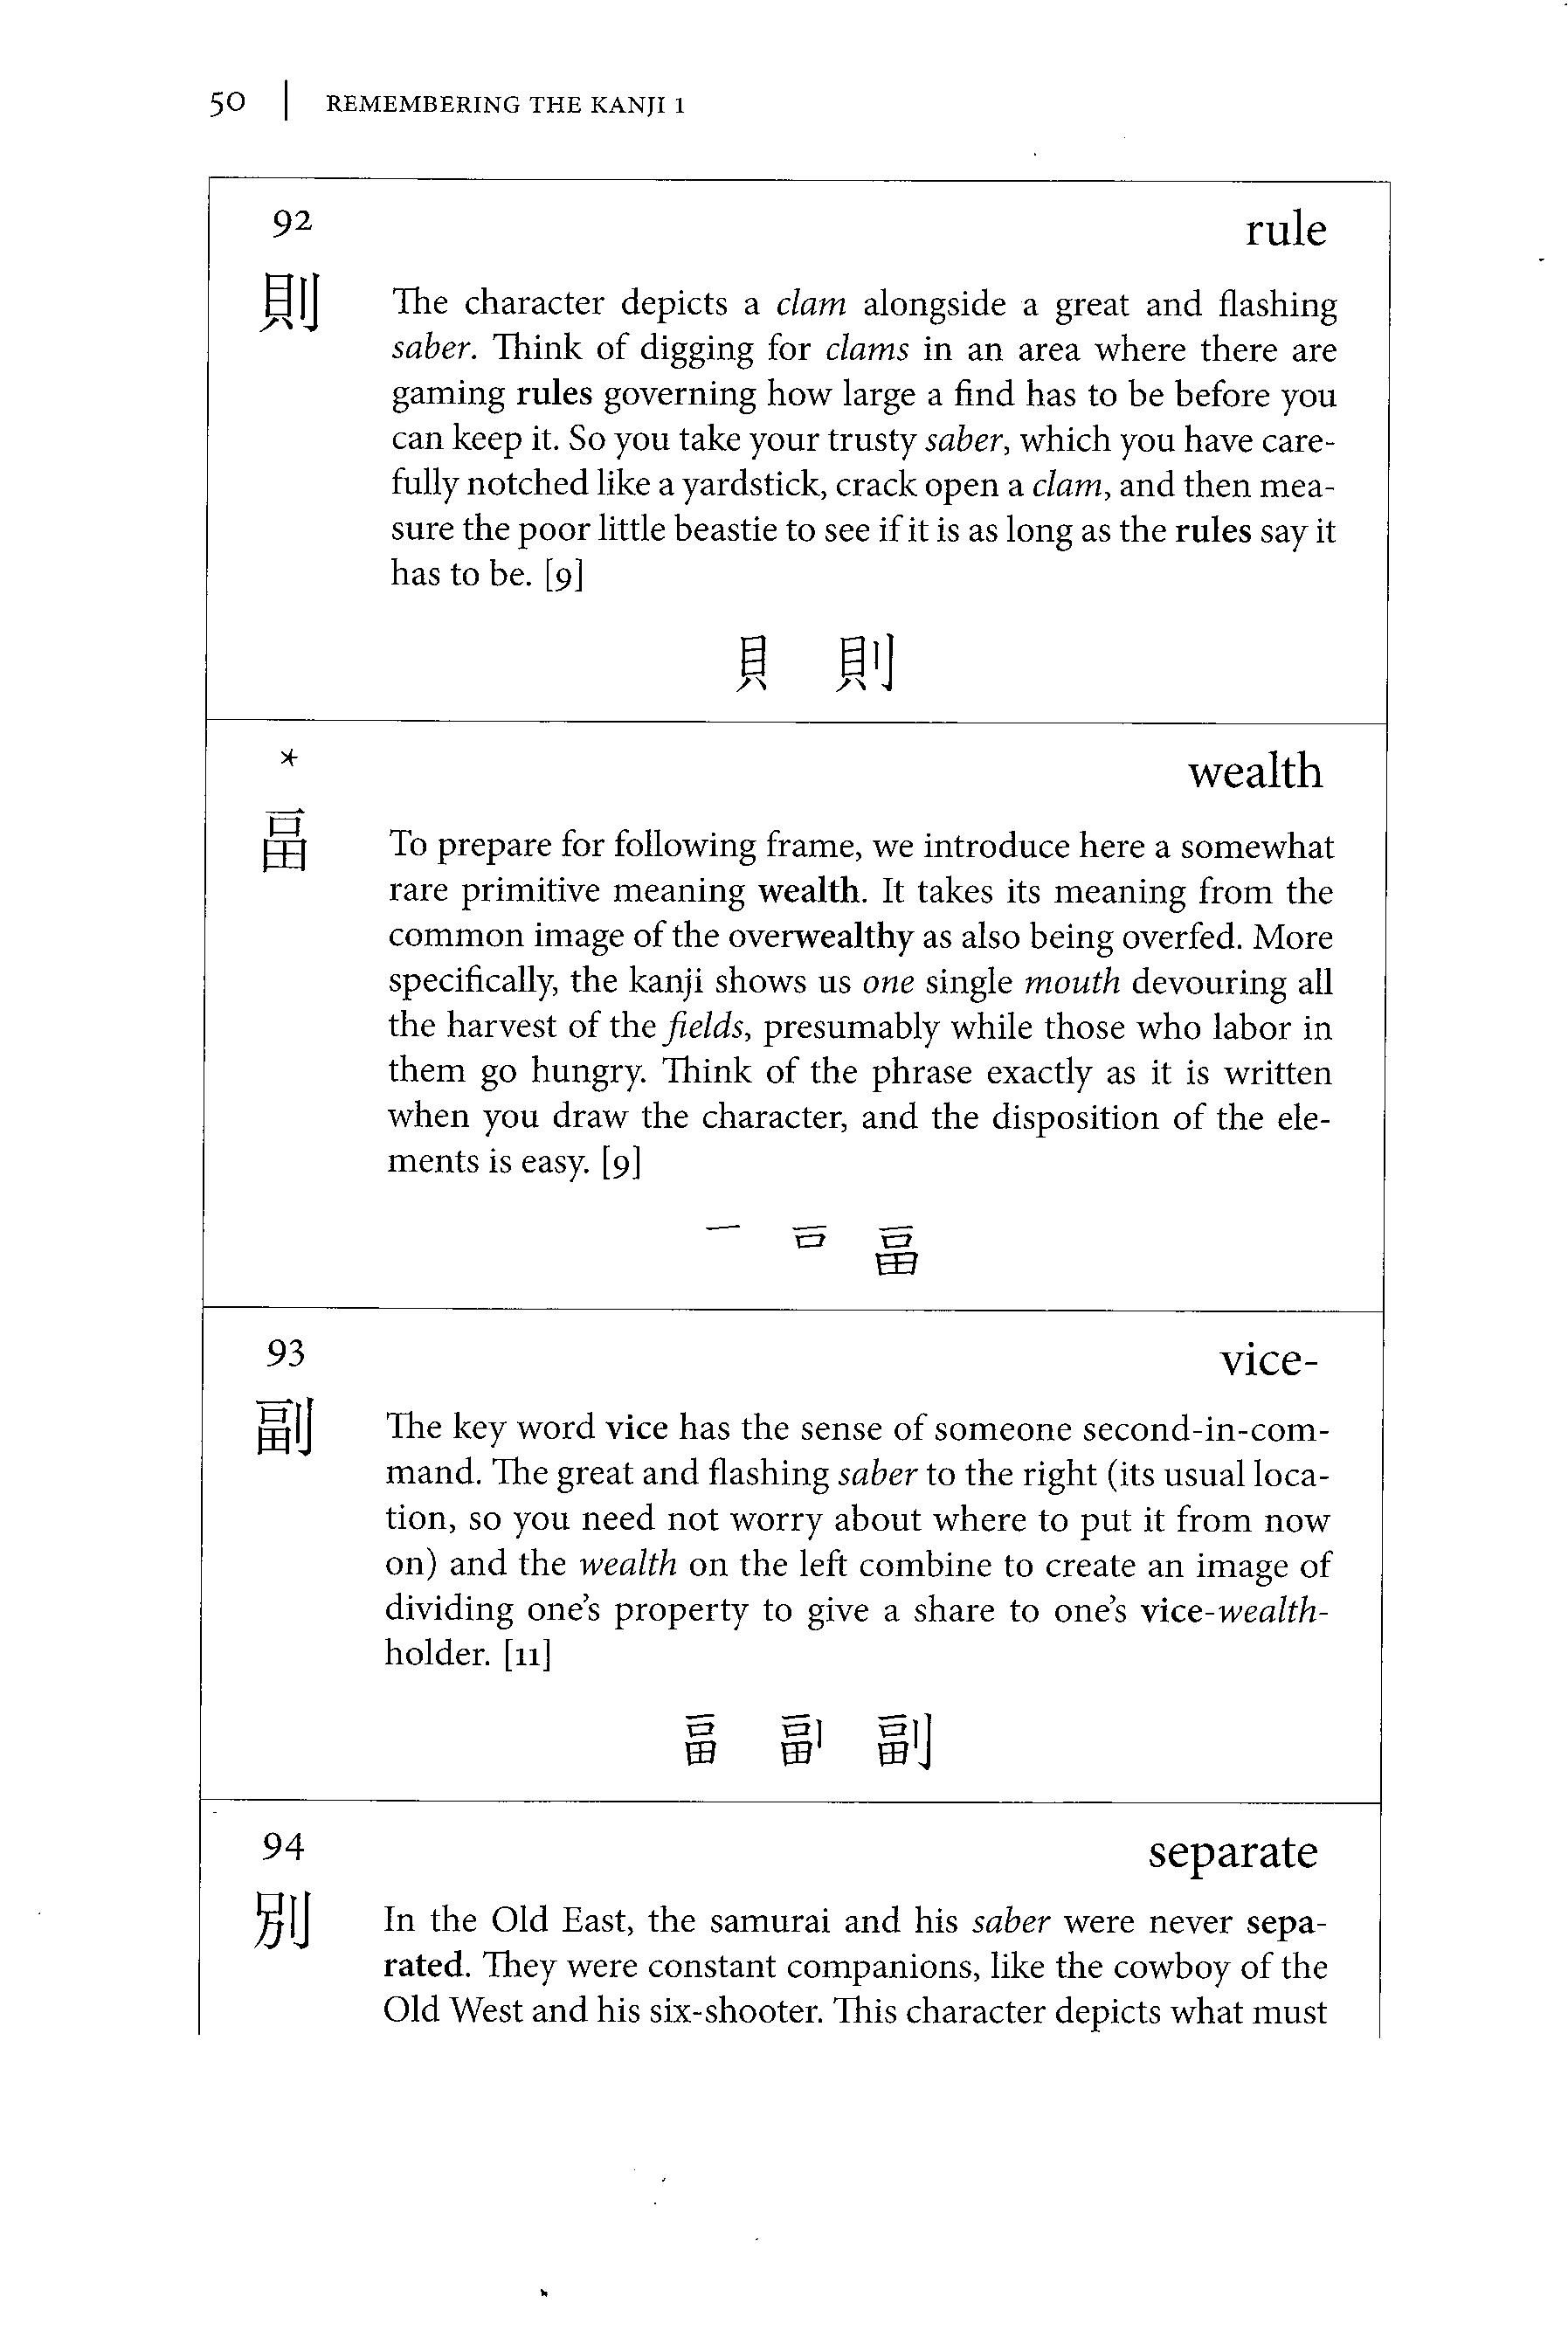 50 | REMEMBERING THE KANJI 1
92 rule
則 The character depicts a clam alongside a great and flashing
saber. Think of digging for clams in an area where there are
gaming rules governing how large a find has to be before you
can keep it. So you take your trusty saber, which you have care-
fully notched like a yardstick, crack open a clam, and then mea-
sure the poor little beastie to see if it is as long as the rules say it
has to be. [9]
貝 則
* wealth
畐 To prepare for following frame, we introduce here a somewhat
rare primitive meaning wealth. It takes its meaning from the
common image of the overwealthy as also being overfed. More
specifically, the kanji shows us one single mouth devouring all
the harvest of the fields, presumably while those who labor in
them go hungry. Think of the phrase exactly as it is written
when you draw the character, and the disposition of the ele-
ments is easy. [9]
一 𠮛 畐
93 vice-
副 The key word vice has the sense of someone second-in-com-
mand. The great and flashing saber to the right (its usual loca-
tion, so you need not worry about where to put it from now
on) and the wealth on the left combine to create an image of
dividing one's property to give a share to one's vice-wealth-
holder. [11]
畐 副
94 separate
別 In the Old East, the samurai and his saber were never sepa-
rated. They were constant companions, like the cowboy of the
Old West and his six-shooter. This character depicts what must